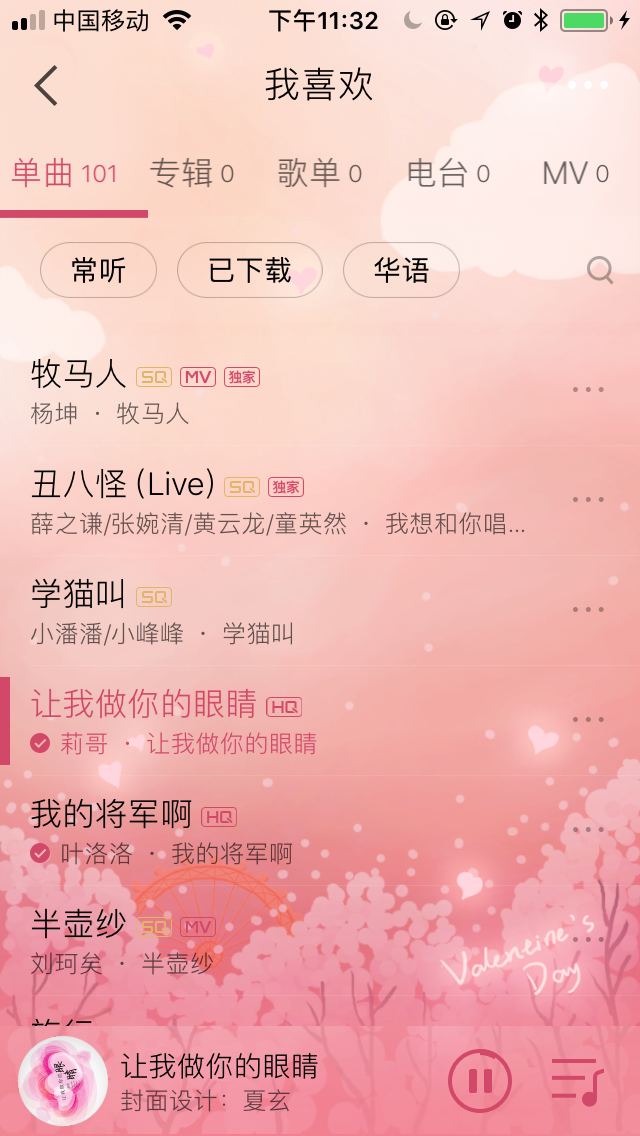 中国移动 下午11:32
我喜欢
单曲 101 专辑 0 歌单 0 电台 0 MV 0
常听 已下载 华语
牧马人 SQ MV 独家
杨坤 · 牧马人
丑八怪 (Live) SQ 独家
薛之谦/张婉清/黄云龙/童英然 · 我想和你唱...
学猫叫 SQ
小潘潘/小峰峰 · 学猫叫
让我做你的眼睛 HQ
莉哥 · 让我做你的眼睛
我的将军啊 HQ
叶洛洛 · 我的将军啊
半壶纱 SQ MV
刘珂矣 · 半壶纱
Valentine's
Day
让我做你的眼睛
封面设计：夏玄